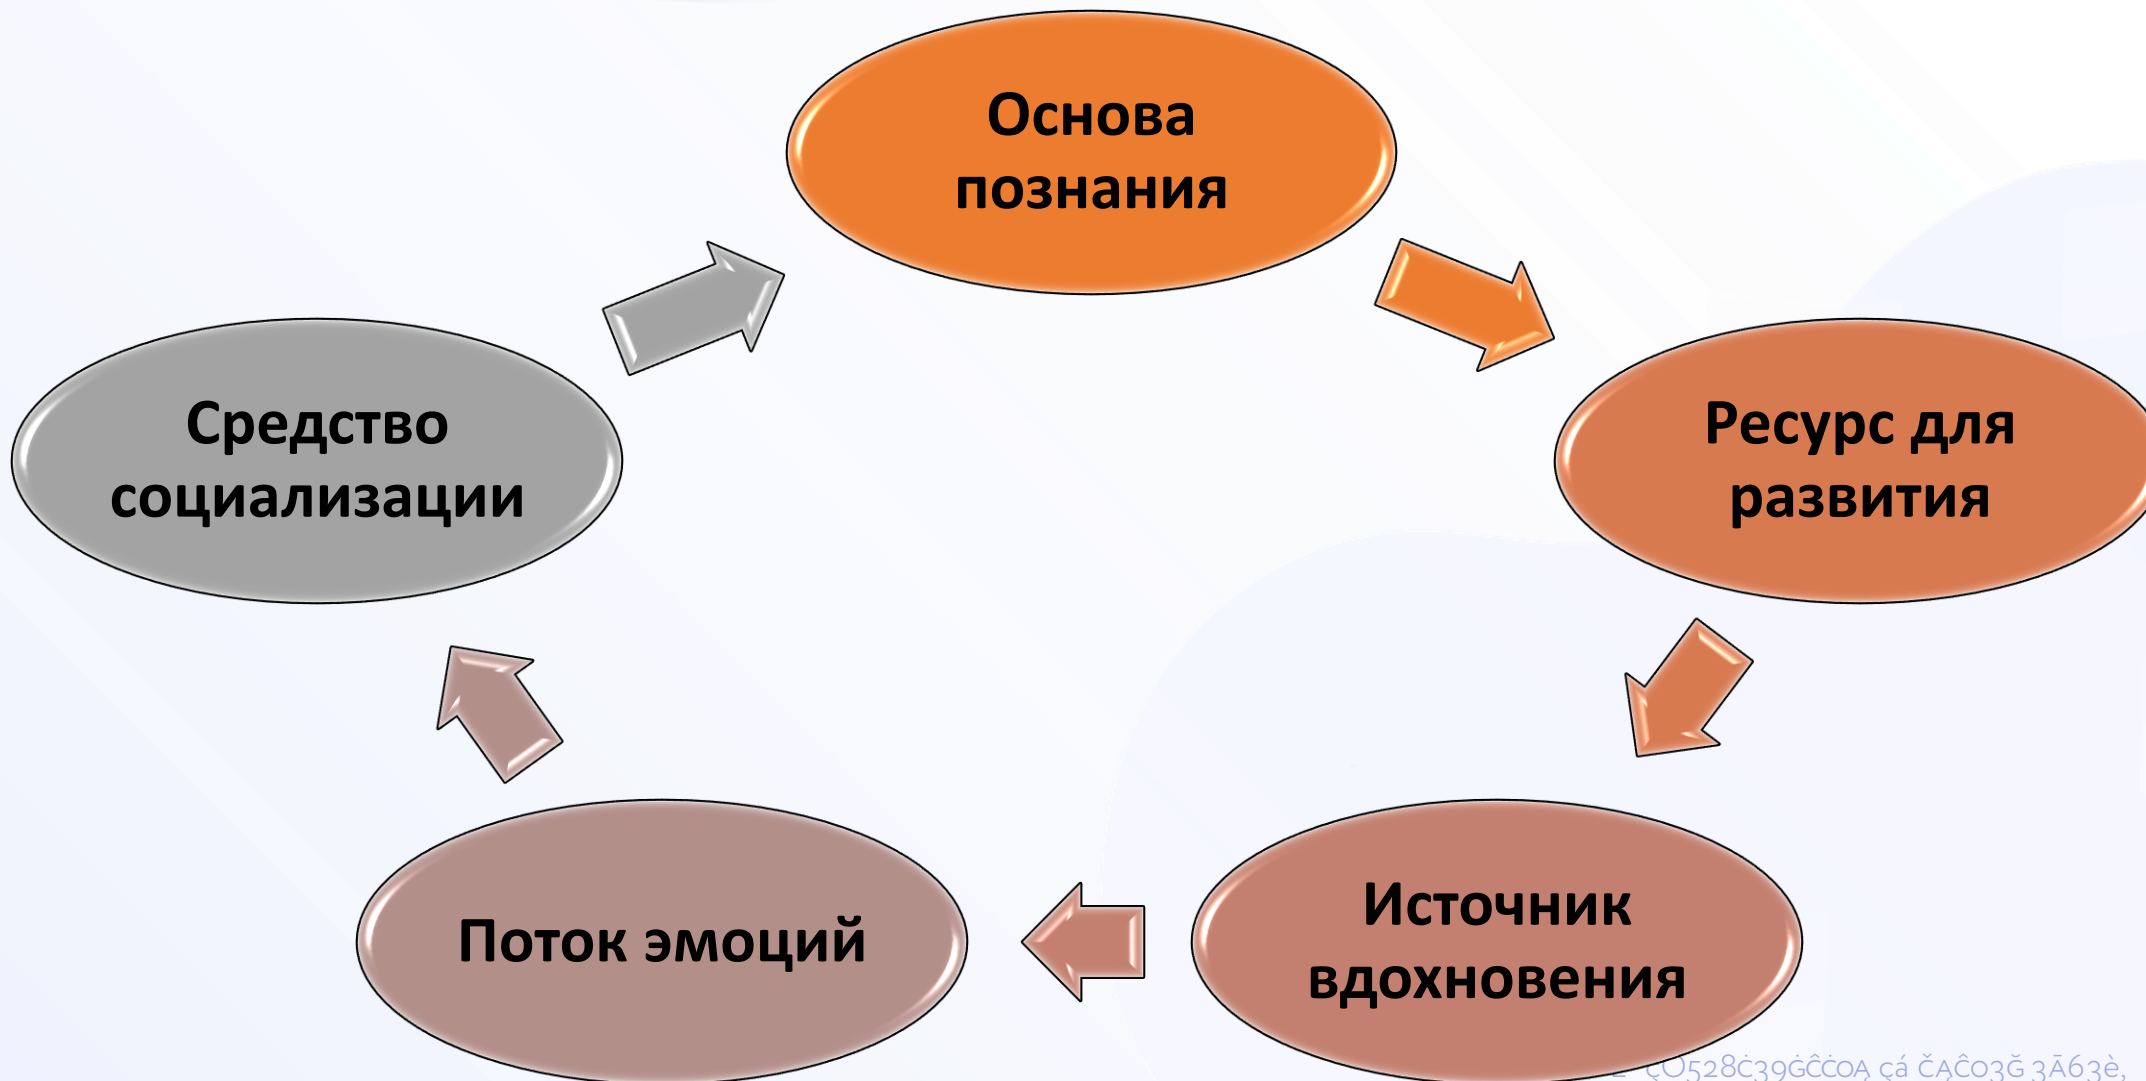 Основа
познания
Ресурс для
развития
Источник
вдохновения
Поток эмоций
Средство
социализации